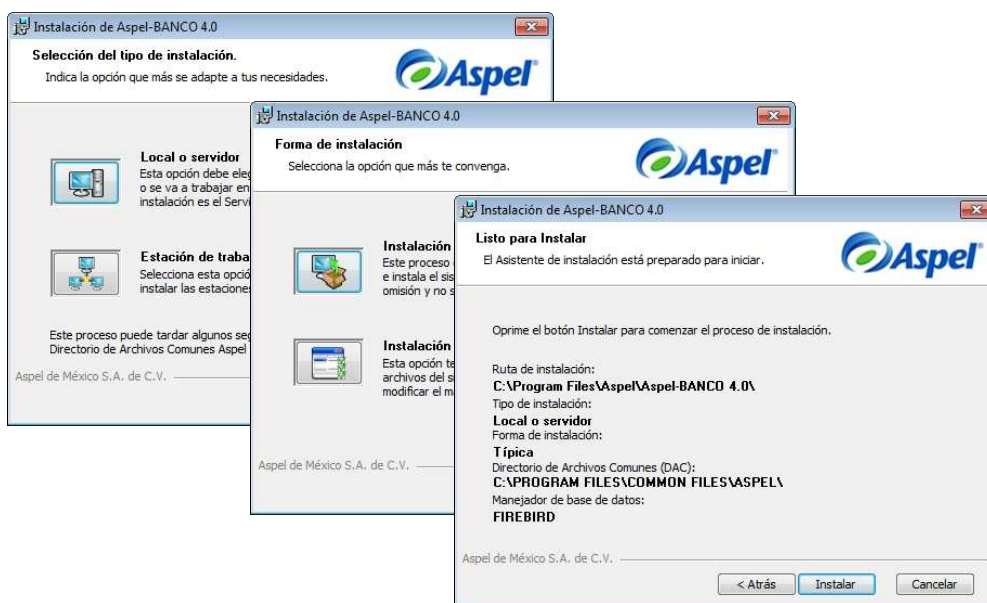 Instalación de Aspel-BANCO 4.0
Selección del tipo de instalación.
Indica la opción que más se adapte a tus necesidades.
Aspel
Local o servidor
Esta opción debe
o se va a trabajar en
instalación es el
Estación de
Selecciona esta
instalar las
Este proceso puede tardar algunos
Directorio de Archivos Comunes Aspel
Aspel de México S.A. de C.V.
Instalación de Aspel-BANCO 4.0
Forma de instalación
Selecciona la opción que más te convenga.
Aspel
Instalación
Este proceso
e instala el
omisión y no
Instalación
Esta opción
archivos del
modificar el
Aspel de México S.A. de C.V.
Instalación de Aspel-BANCO 4.0
Listo para Instalar
El Asistente de instalación está preparado para iniciar.
Aspel
Oprime el botón Instalar para comenzar el proceso de instalación.
Ruta de instalación:
C:\Program Files\Aspel\Aspel-BANCO 4.0\
Tipo de instalación:
Local o servidor
Forma de instalación:
Típica
Directorio de Archivos Comunes (DAC):
C:\PROGRAM FILES\COMMON FILES\ASPEL\
Manejador de base de datos:
FIREBIRD
Aspel de México S.A. de C.V.
< Atrás
Instalar
Cancelar